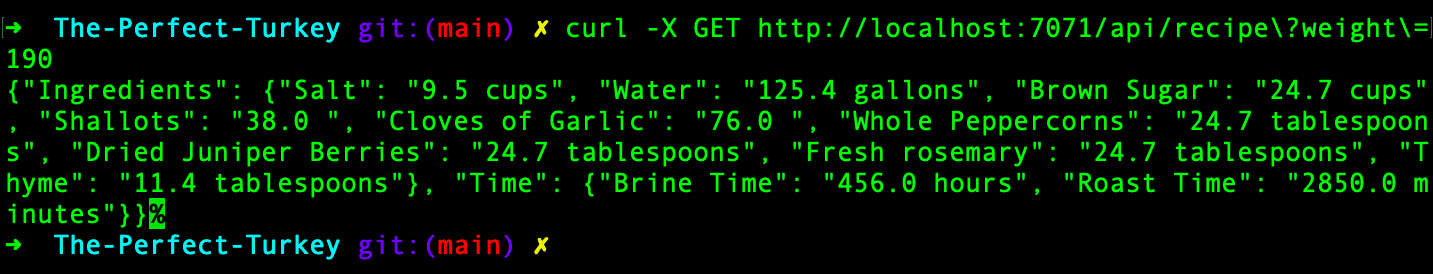 ➜  The-Perfect-Turkey git:(main) ✗ curl -X GET http://localhost:7071/api/recipe\?weight\=
190
{"Ingredients": {"Salt": "9.5 cups", "Water": "125.4 gallons", "Brown Sugar": "24.7 cups"
, "Shallots": "38.0 ", "Cloves of Garlic": "76.0 ", "Whole Peppercorns": "24.7 tablespoon
s", "Dried Juniper Berries": "24.7 tablespoons", "Fresh rosemary": "24.7 tablespoons", "T
hyme": "11.4 tablespoons"}, "Time": {"Brine Time": "456.0 hours", "Roast Time": "2850.0 m
inutes"}}%
➜  The-Perfect-Turkey git:(main) ✗